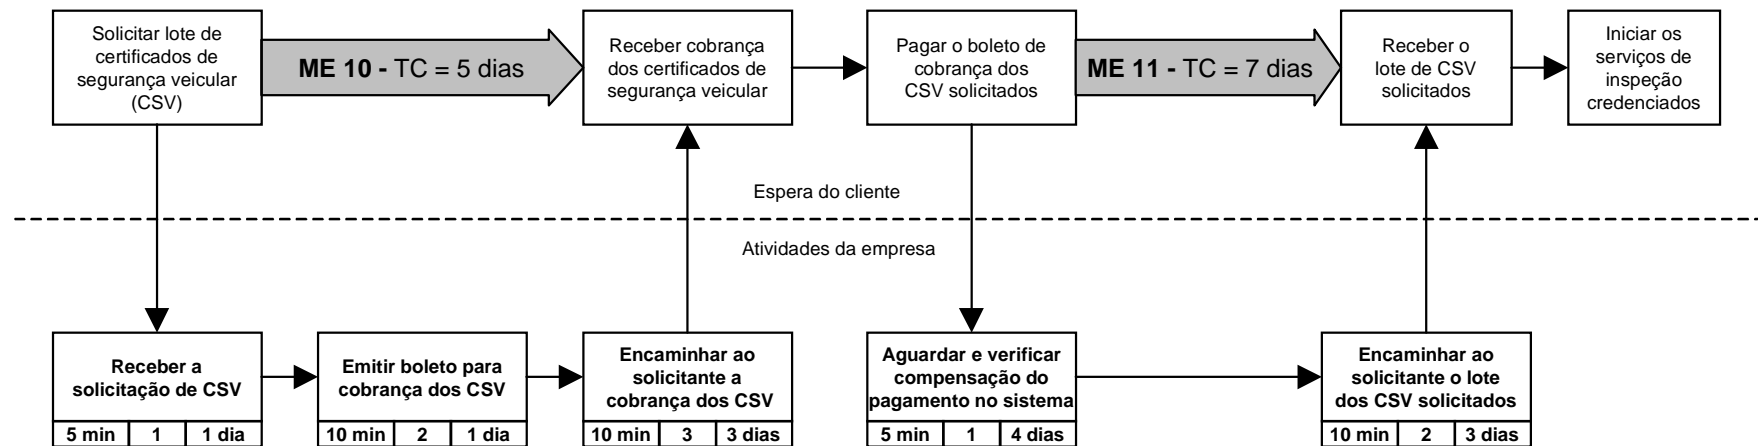 Solicitar lote de
certificados de
segurança veicular
(CSV)
ME 10 - TC = 5 dias
Receber cobrança
dos certificados de
segurança veicular
Pagar o boleto de
cobrança dos
CSV solicitados
ME 11 - TC = 7 dias
Receber o
lote de CSV
solicitados
Iniciar os
serviços de
inspeção
credenciados
Espera do cliente
Atividades da empresa
Receber a
solicitação de CSV
5 min 1 1 dia
Emitir boleto para
cobrança dos CSV
10 min 2 1 dia
Encaminhar ao
solicitante a
cobrança dos CSV
10 min 3 3 dias
Aguardar e verificar
compensação do
pagamento no sistema
5 min 1 4 dias
Encaminhar ao
solicitante o lote
dos CSV solicitados
10 min 2 3 dias